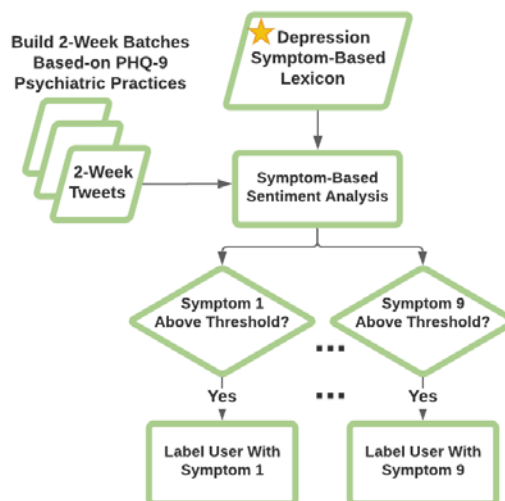 Build 2-Week Batches
Based-on PHQ-9
Psychiatric Practices
Depression
Symptom-Based
Lexicon
2-Week
Tweets
Symptom-Based
Sentiment Analysis
Symptom 1
Above Threshold?
Symptom 9
Above Threshold?
...
Yes
...
Yes
Label User With
Symptom 1
Label User With
Symptom 9